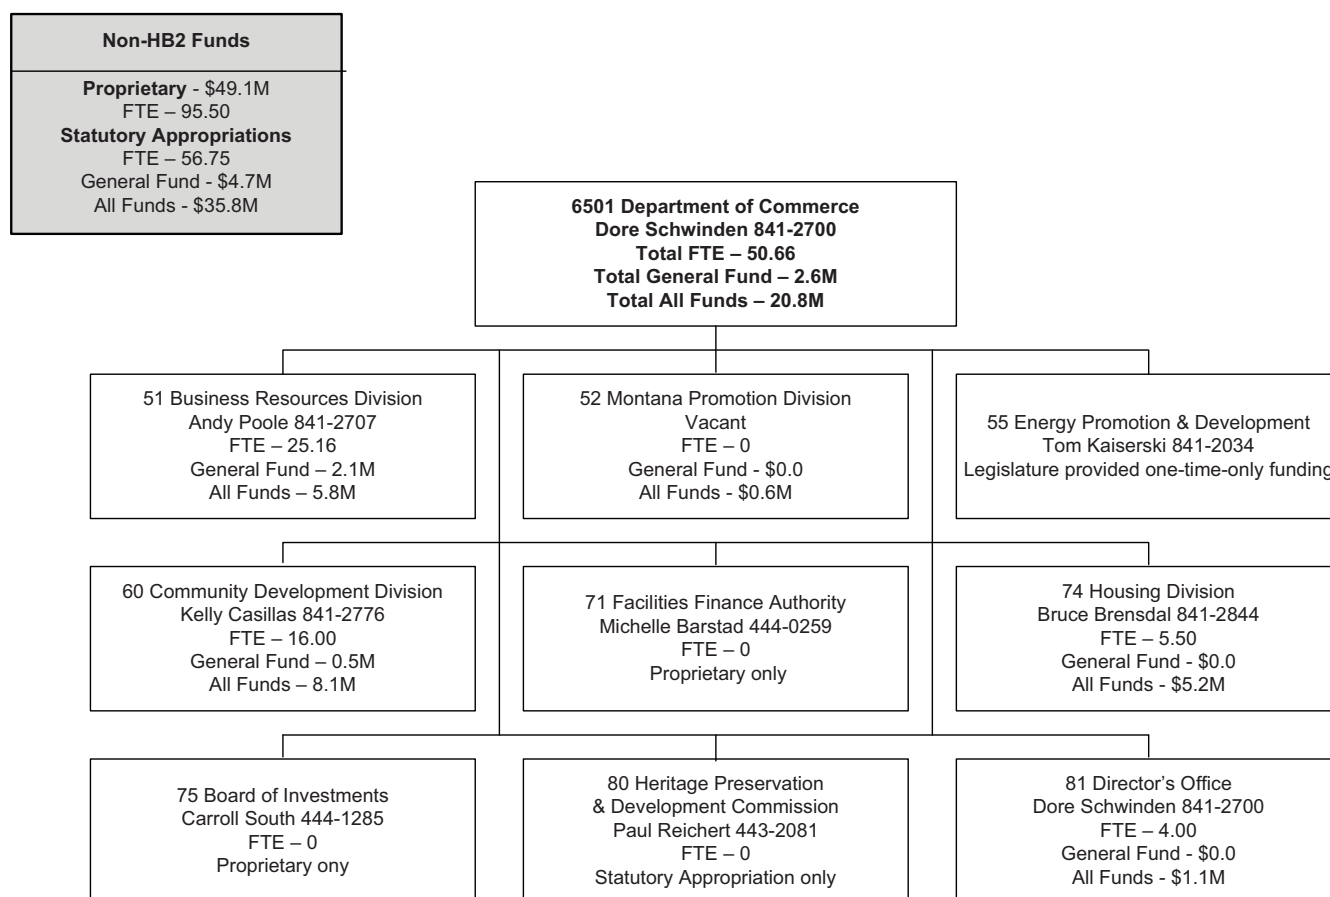 Non-HB2 Funds
Proprietary - $49.1M
FTE – 95.50
Statutory Appropriations
FTE – 56.75
General Fund - $4.7M
All Funds - $35.8M
6501 Department of Commerce
Dore Schwinden 841-2700
Total FTE – 50.66
Total General Fund – 2.6M
Total All Funds – 20.8M
51 Business Resources Division
Andy Poole 841-2707
FTE – 25.16
General Fund – 2.1M
All Funds – 5.8M
52 Montana Promotion Division
Vacant
FTE – 0
General Fund - $0.0
All Funds - $0.6M
55 Energy Promotion & Development
Tom Kaiserski 841-2034
Legislature provided one-time-only funding
60 Community Development Division
Kelly Casillas 841-2776
FTE – 16.00
General Fund – 0.5M
All Funds – 8.1M
71 Facilities Finance Authority
Michelle Barstad 444-0259
FTE – 0
Proprietary only
74 Housing Division
Bruce Brensdal 841-2844
FTE – 5.50
General Fund - $0.0
All Funds - $5.2M
75 Board of Investments
Carroll South 444-1285
FTE – 0
Proprietary ony
80 Heritage Preservation
& Development Commission
Paul Reichert 443-2081
FTE – 0
Statutory Appropriation only
81 Director’s Office
Dore Schwinden 841-2700
FTE – 4.00
General Fund - $0.0
All Funds - $1.1M